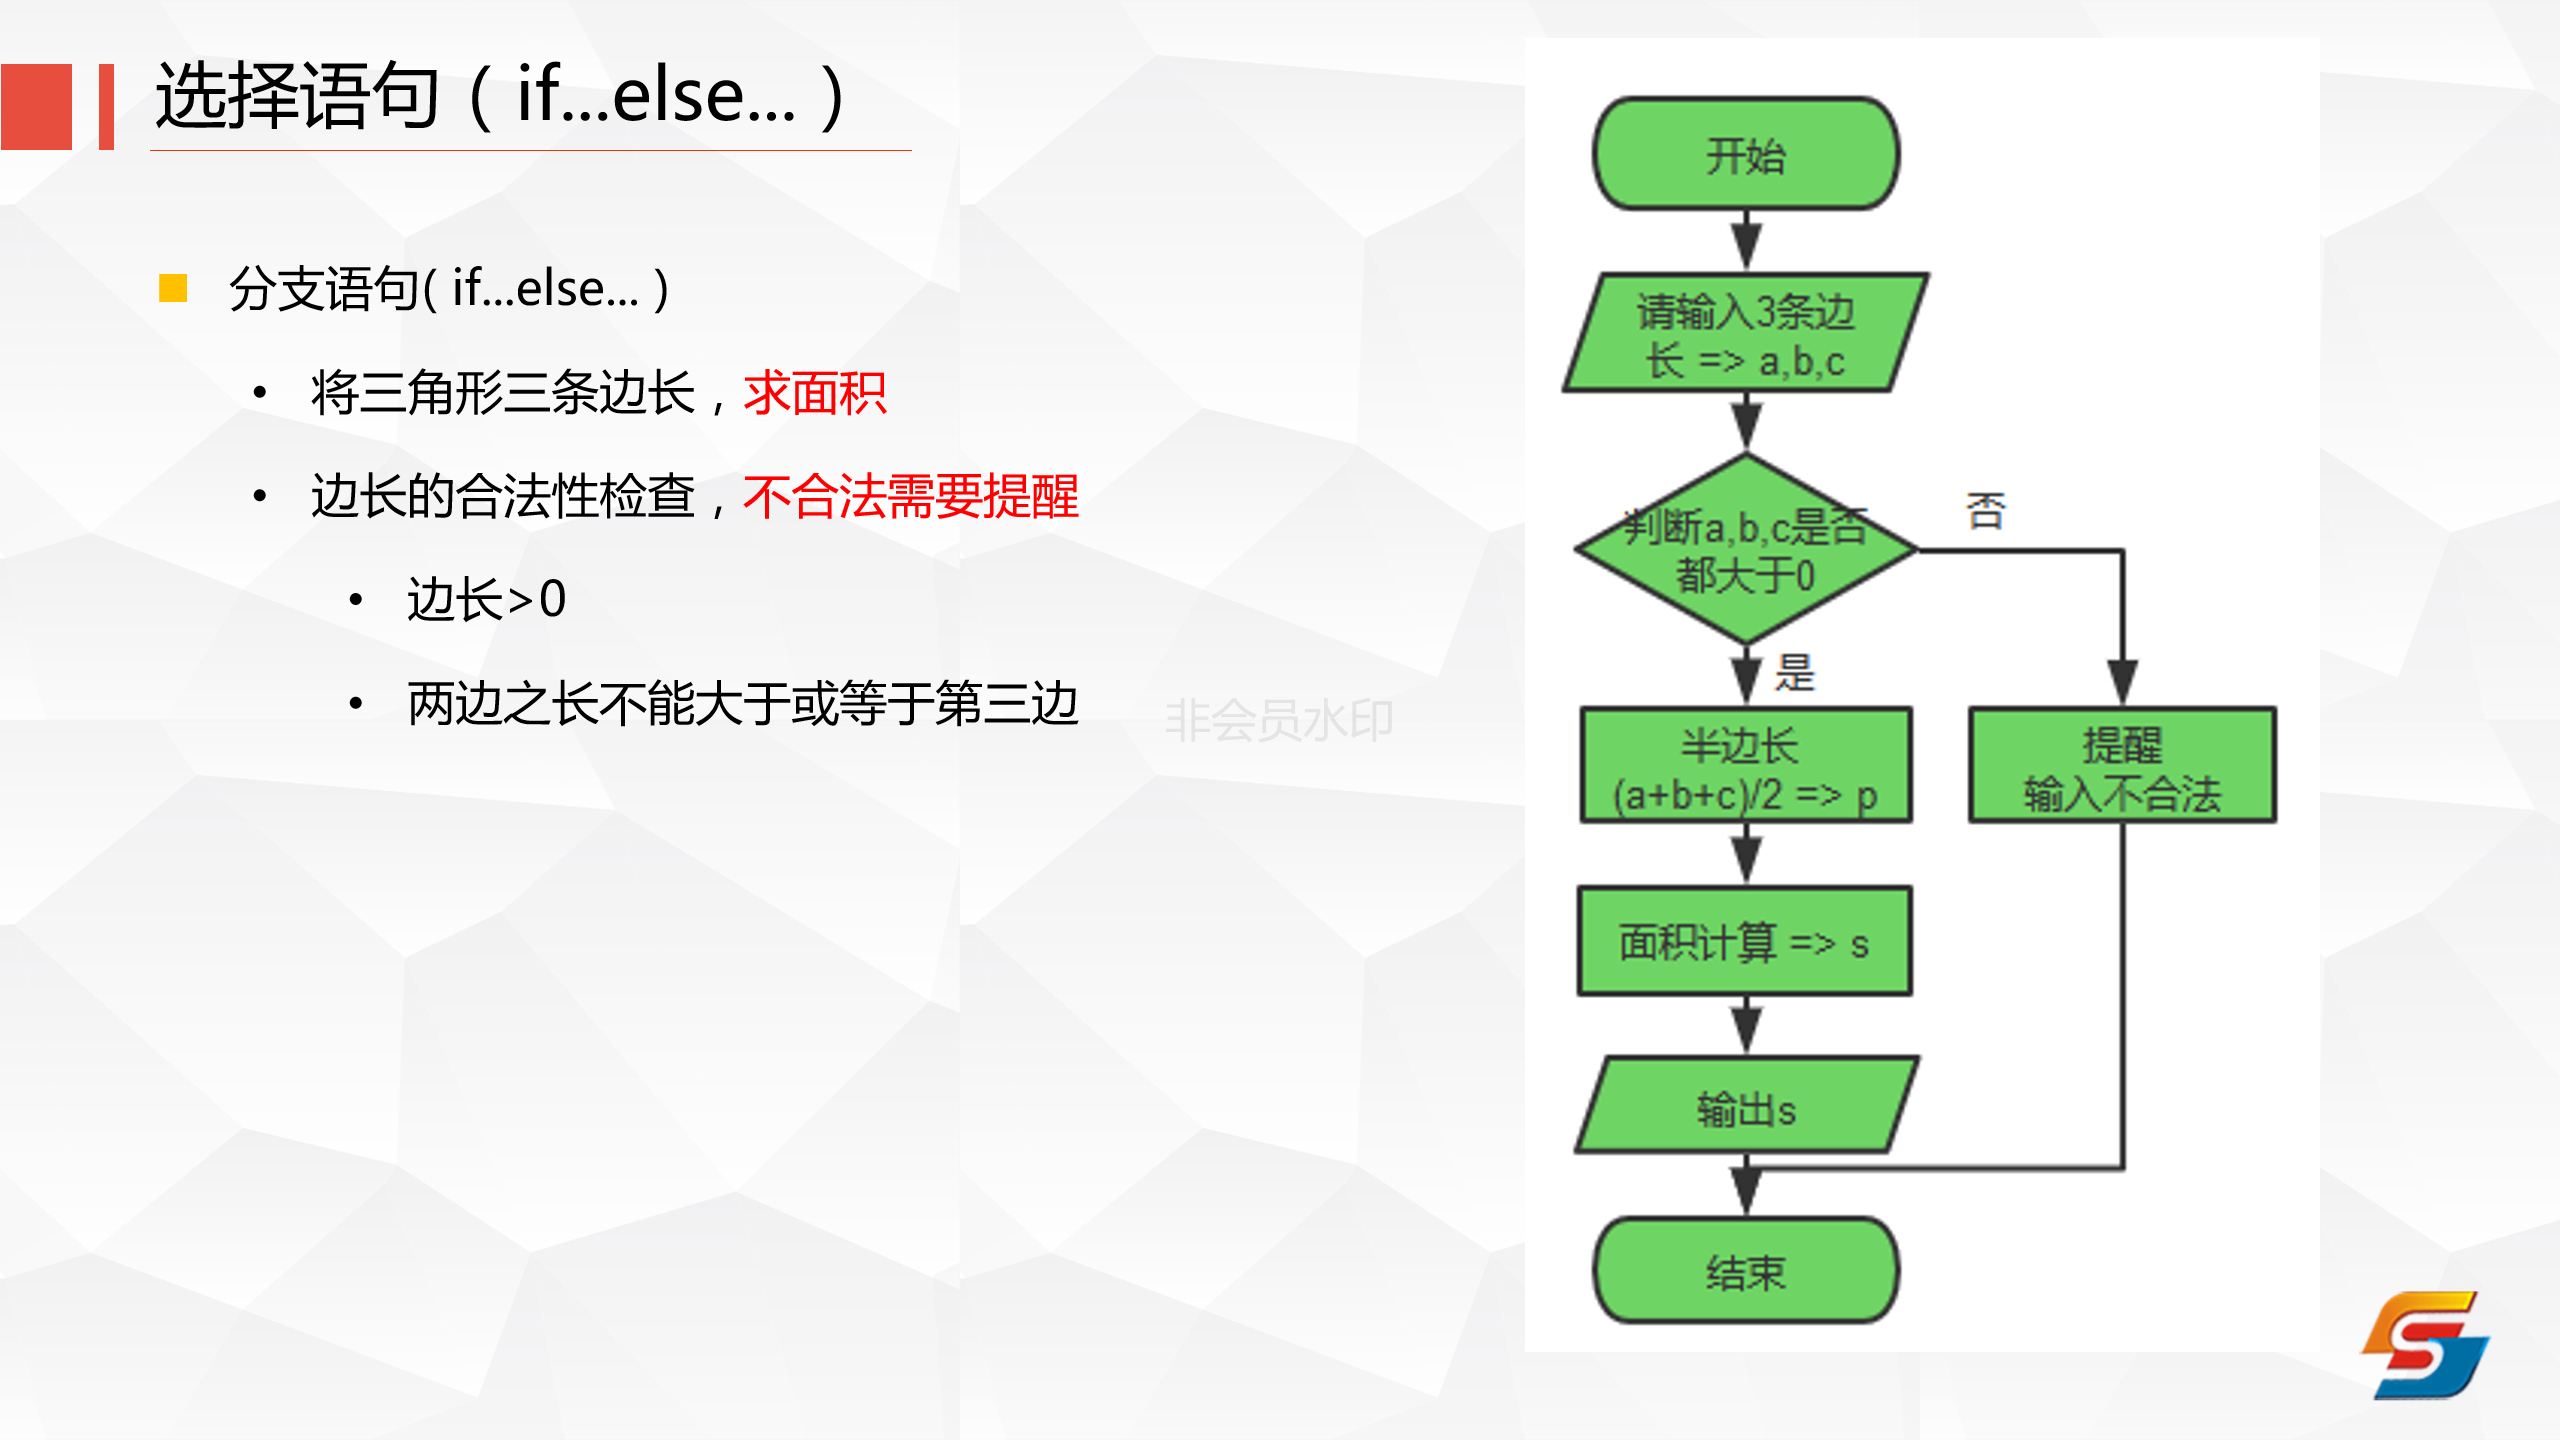 选择语句（if...else...）
分支语句( if...else... )
将三角形三条边长，求面积
边长的合法性检查，不合法需要提醒
边长>0
两边之长不能大于或等于第三边
非会员水印
开始
请输入3条边
长 => a,b,c
判断a,b,c是否
都大于0
否
是
半边长
(a+b+c)/2 => p
提醒
输入不合法
面积计算 => s
输出s
结束